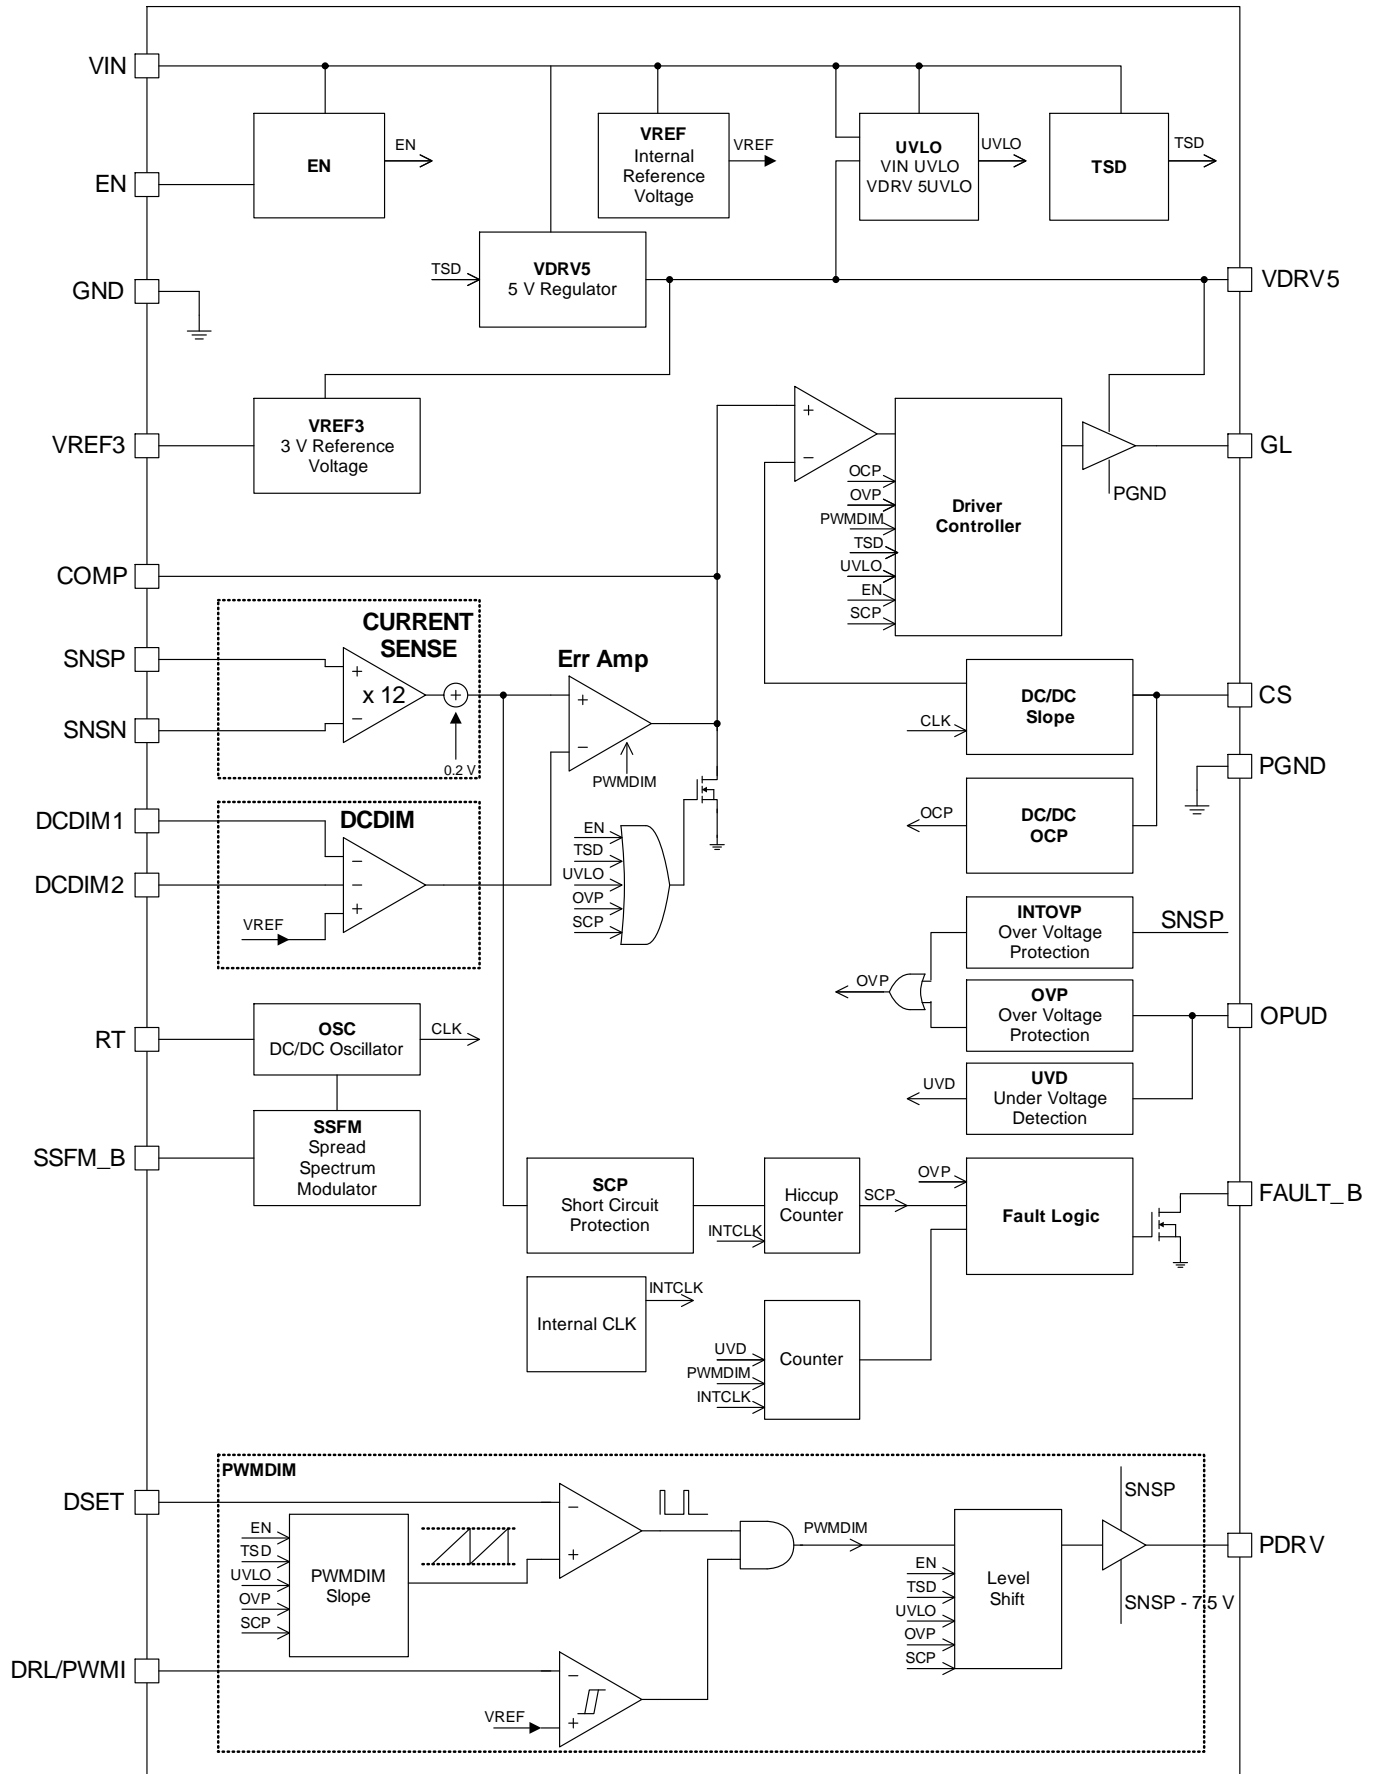 VIN
EN
EN
EN
VREF
Internal
Reference
Voltage
VREF
UVLO
VIN UVLO
VDRV 5UVLO
UVLO
TSD
TSD
GND
TSD
VDRV5
5 V Regulator
VDRV5
VREF3
VREF3
3 V Reference
Voltage
+
−
OCP
OVP
PWMDIM
TSD
UVLO
EN
SCP
Driver
Controller
PGND
GL
COMP
CURRENT
SENSE
SNSP
SNSN
+
−
x 12
+
0.2 V
Err Amp
+
−
PWMDIM
DC/DC
Slope
CLK
CS
PGND
OCP
DC/DC
OCP
DCDIM1
DCDIM2
DCDIM
−
−
+
VREF
EN
TSD
UVLO
OVP
SCP
INTOVP
Over Voltage
Protection
SNSP
OVP
OVP
Over Voltage
Protection
OPUD
UVD
UVD
Under Voltage
Detection
RT
OSC
DC/DC Oscillator
CLK
SSFM_B
SSFM
Spread
Spectrum
Modulator
SCP
Short Circuit
Protection
Hiccup
Counter
INTCLK
SCP
OVP
Fault Logic
FAULT_B
Internal CLK
INTCLK
UVD
PWMDIM
INTCLK
Counter
PWMDIM
DSET
EN
TSD
UVLO
OVP
SCP
PWMDIM
Slope
−
+
PWMDIM
EN
TSD
UVLO
OVP
SCP
Level
Shift
SNSP
SNSP - 7.5 V
PDRV
DRL/PWMI
−
+
VREF